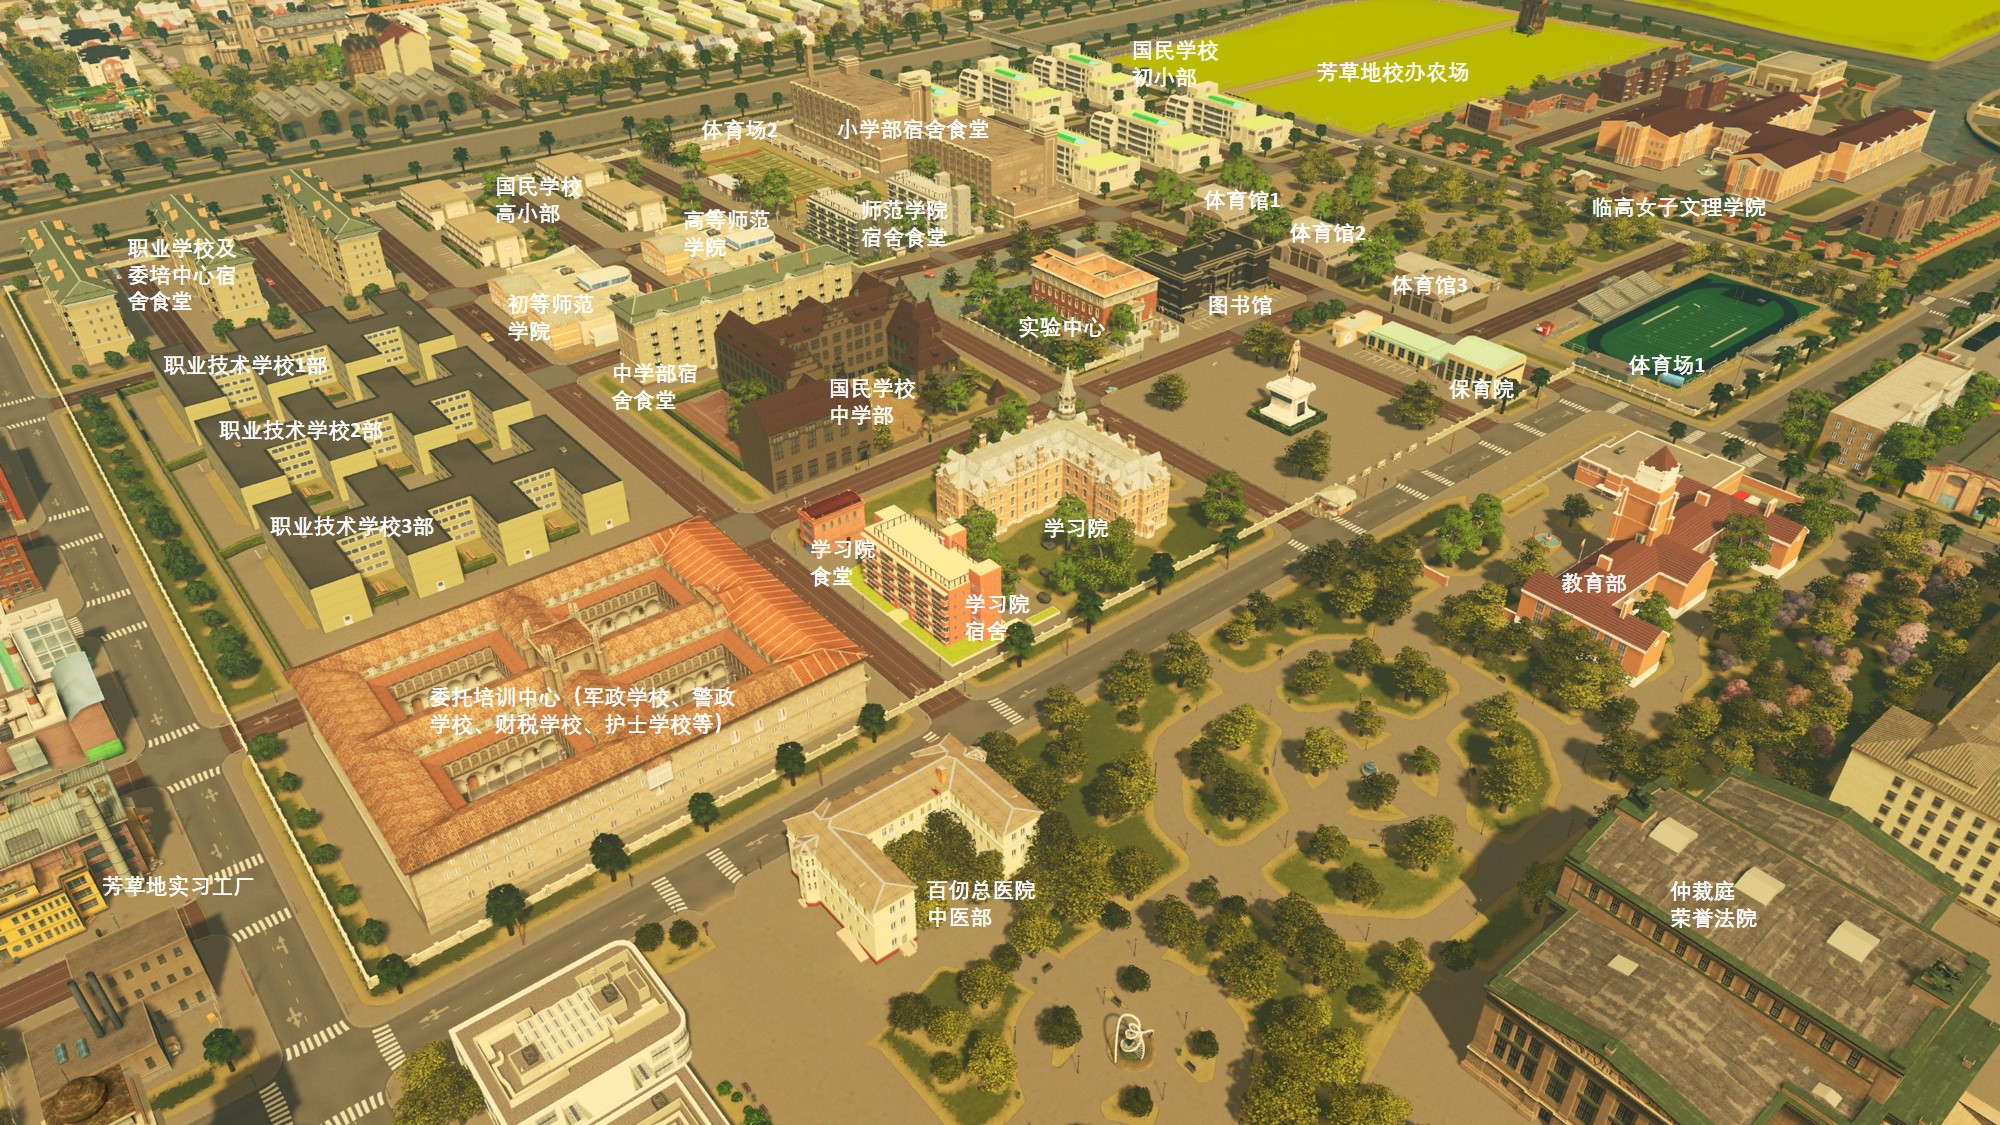 国民学校
初小部
芳草地校办农场
体育场2
小学部宿舍食堂
国民学校
高小部
高等师范
学院
师范学院
宿舍食堂
体育馆1
体育馆2
临高女子文理学院
职业学校及
委培中心宿
舍食堂
初等师范
学院
体育馆3
图书馆
实验中心
职业技术学校1部
中学部宿
舍食堂
国民学校
中学部
保育院
体育场1
职业技术学校2部
职业技术学校3部
学习院
学习院
食堂
学习院
宿舍
教育部
委托培训中心（军政学校、警政
学校、财税学校、护士学校等）
芳草地实习工厂
百仞总医院
中医部
仲裁庭
荣誉法院